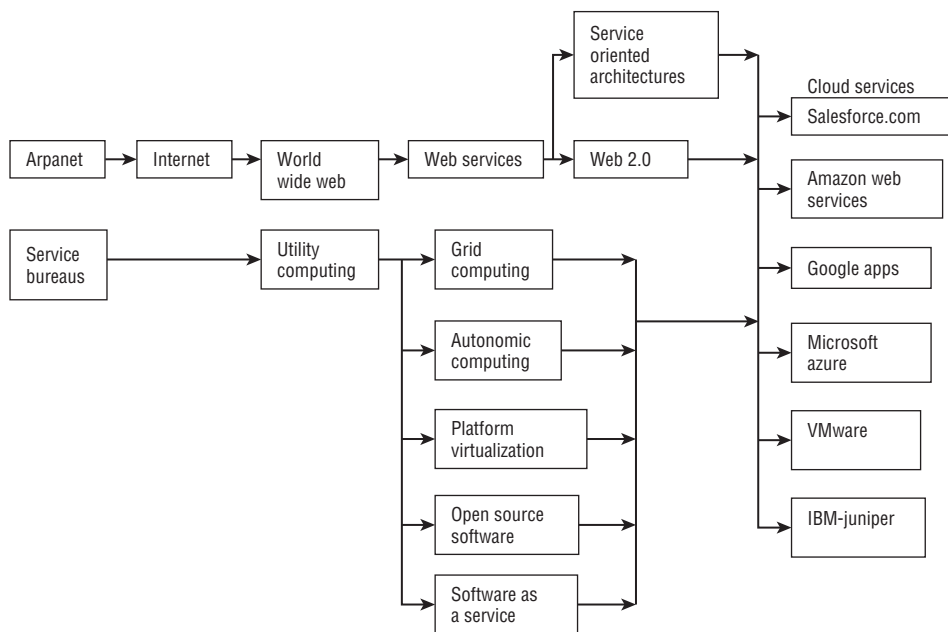 Service
oriented
architectures
Cloud services
Salesforce.com
Arpanet
Internet
World
wide web
Web services
Web 2.0
Amazon web
services
Service
bureaus
Utility
computing
Grid
computing
Google apps
Autonomic
computing
Microsoft
azure
Platform
virtualization
VMware
Open source
software
IBM-juniper
Software as
a service